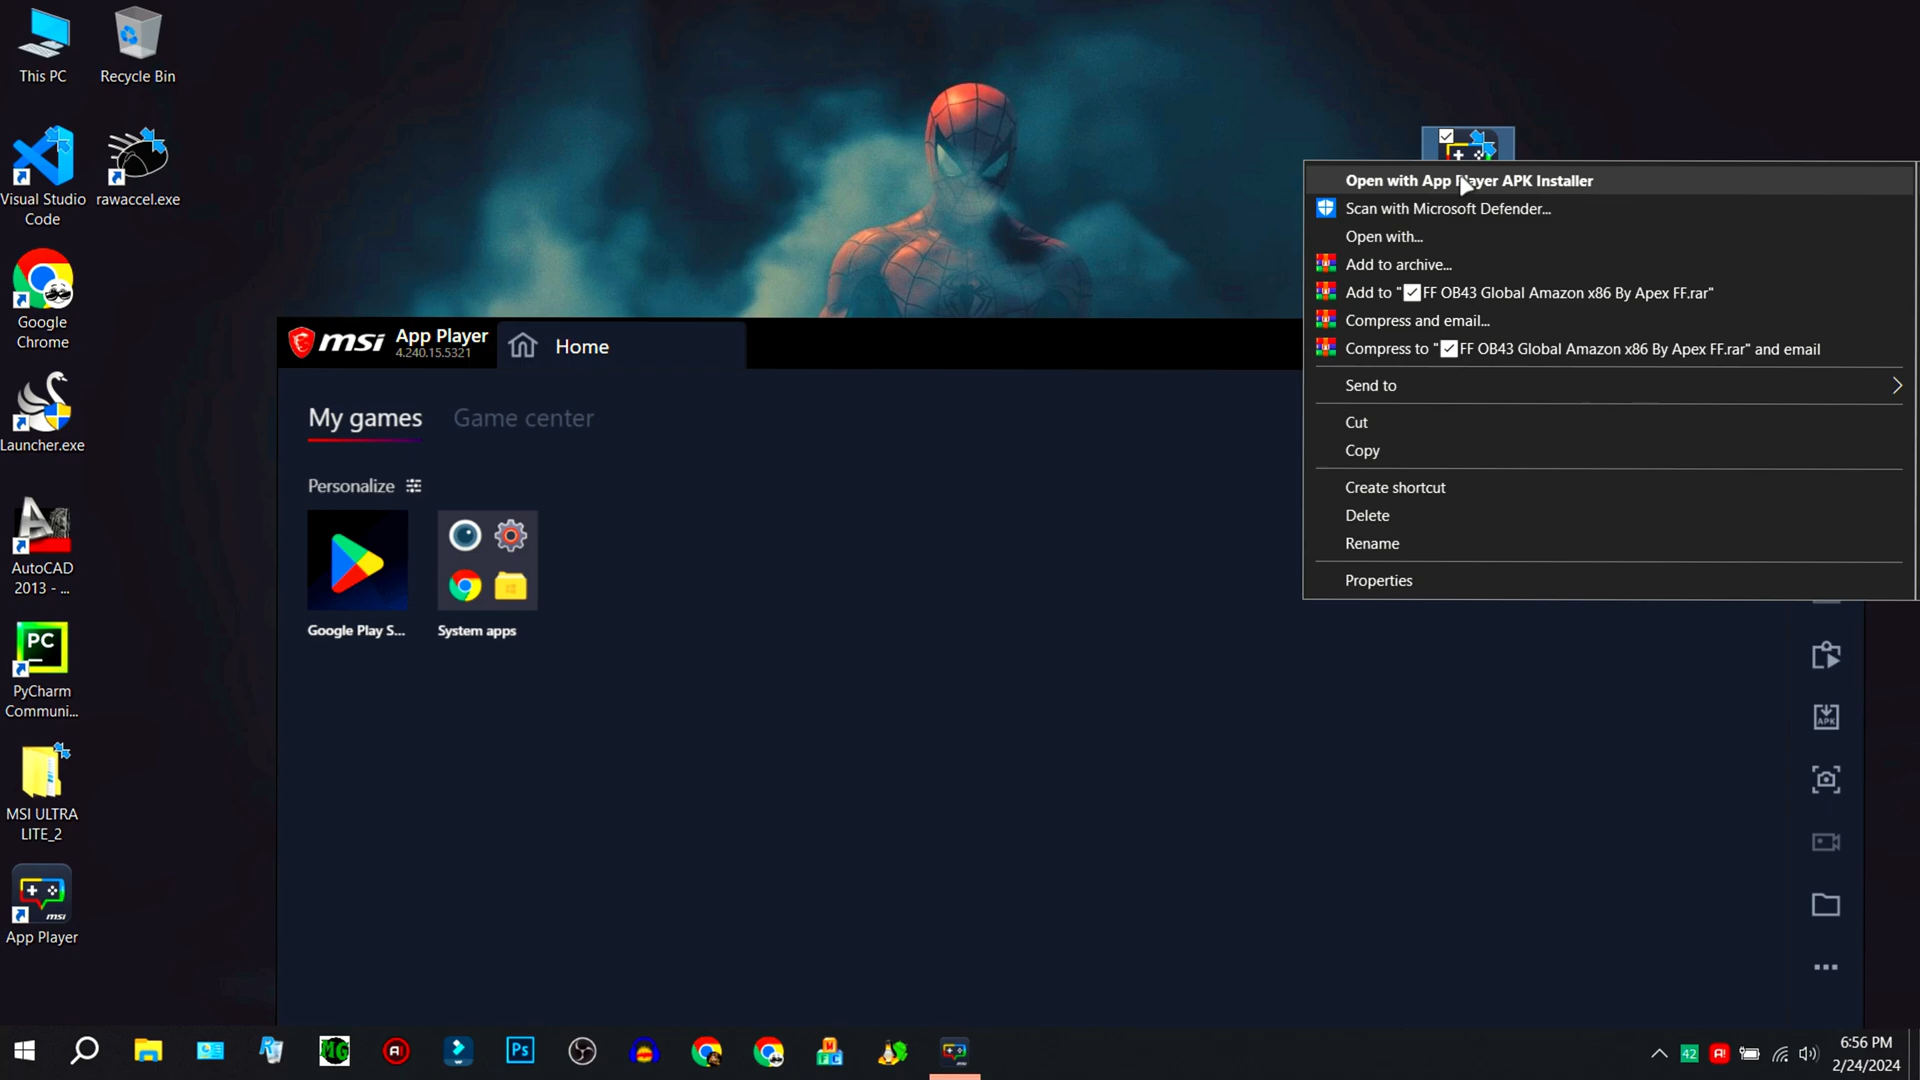 This PC
Recycle Bin
Visual Studio
Code
rawaccel.exe
Google
Chrome
Launcher.exe
AutoCAD
2013 - ...
PC
PyCharm
Communi...
MSI ULTRA
LITE_2
msi
App Player
msi App Player
4.240.15.5321
Home
My games
Game center
Personalize
Google Play S...
System apps
Open with App Player APK Installer
Scan with Microsoft Defender...
Open with...
Add to archive...
Add to "✅FF OB43 Global Amazon x86 By Apex FF.rar"
Compress and email...
Compress to "✅FF OB43 Global Amazon x86 By Apex FF.rar" and email
Send to
Cut
Copy
Create shortcut
Delete
Rename
Properties
APK
MG
Ps
42
6:56 PM
2/24/2024